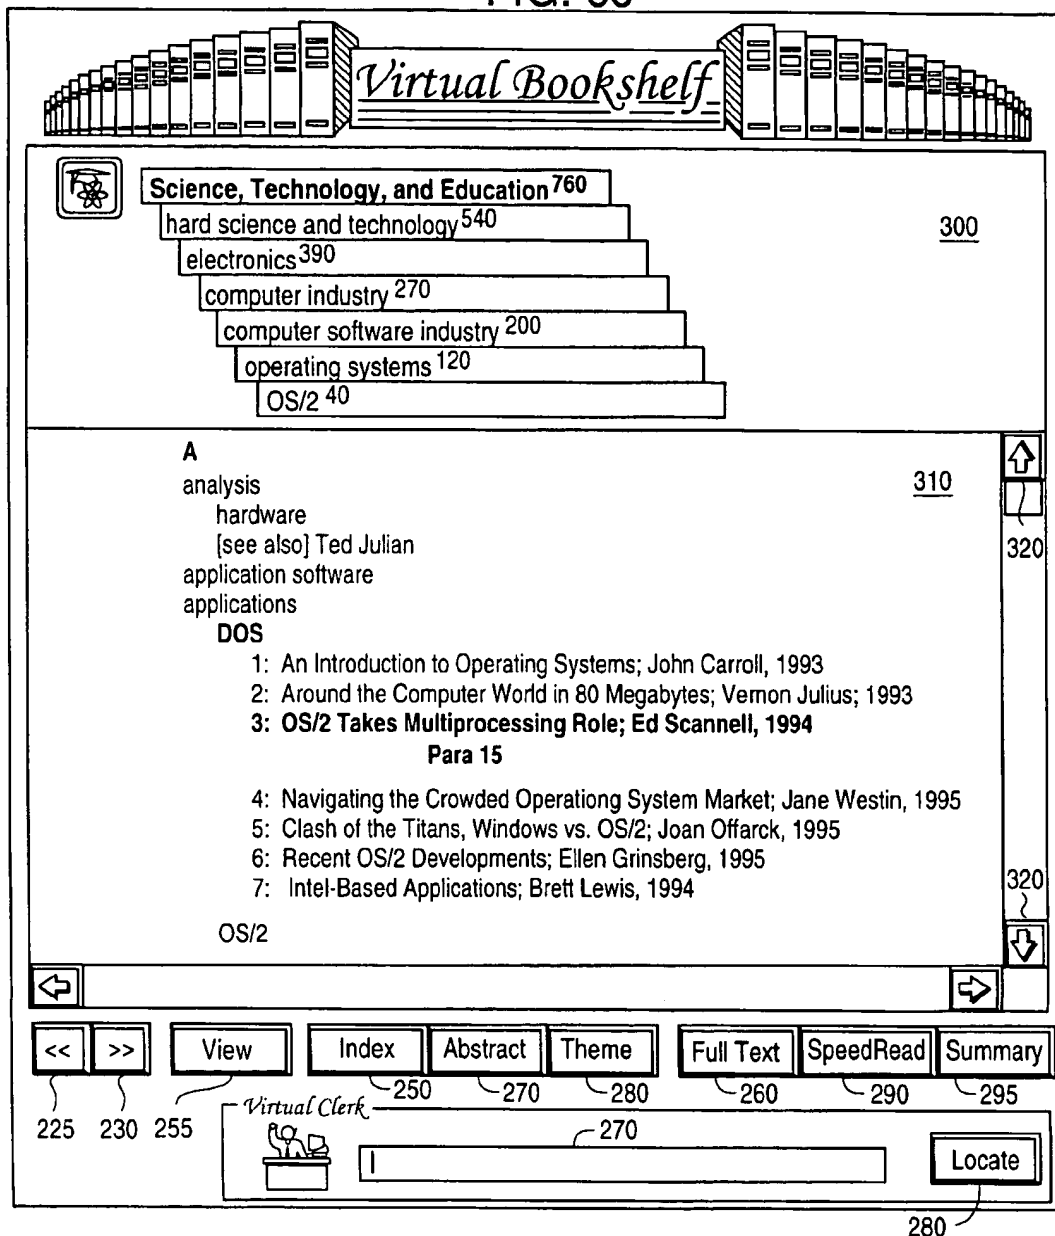 Virtual Bookshelf
Science, Technology, and Education 760
hard science and technology 540
300
electronics 390
computer industry 270
computer software industry 200
operating systems 120
OS/2 40
A
analysis
310
hardware
[see also] Ted Julian
320
application software
applications
DOS
1: An Introduction to Operating Systems; John Carroll, 1993
2: Around the Computer World in 80 Megabytes; Vernon Julius; 1993
3: OS/2 Takes Multiprocessing Role; Ed Scannell, 1994
Para 15
4: Navigating the Crowded Operationg System Market; Jane Westin, 1995
5: Clash of the Titans, Windows vs. OS/2; Joan Offarck, 1995
6: Recent OS/2 Developments; Ellen Grinsberg, 1995
7: Intel-Based Applications; Brett Lewis, 1994
320
OS/2
<< >> View Index Abstract Theme Full Text SpeedRead Summary
250 270 280 260 290 295
225 230 255
Virtual Clerk
270
Locate
280